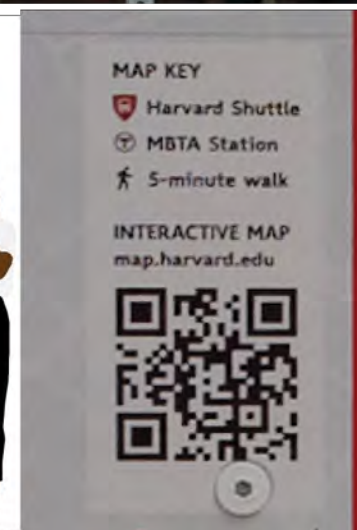 MAP KEY
Harvard Shuttle
T MBTA Station
5-minute walk
INTERACTIVE MAP
map.harvard.edu